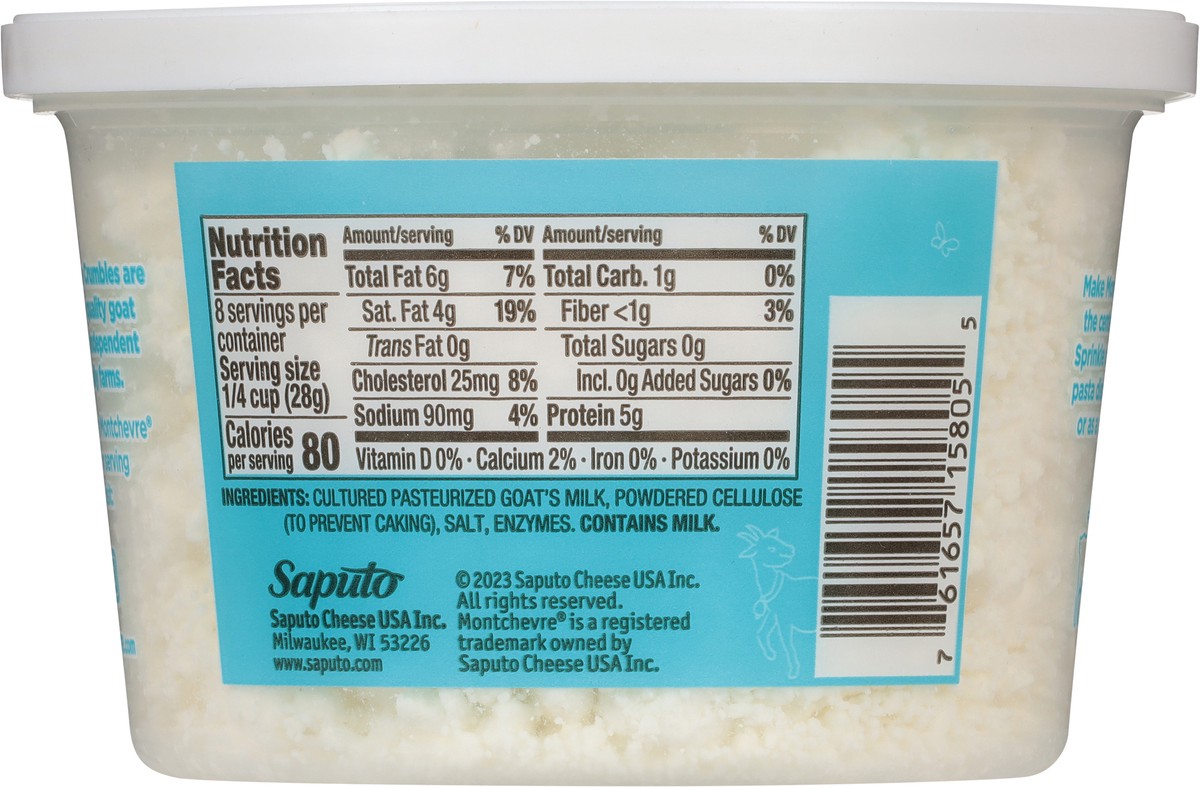 Crumbles are
quality goat
independent
farms.
Montchevre®
serving
Nutrition
Facts
8 servings per
container
Serving size
1/4 cup (28g)
Calories
per serving 80
Amount/serving % DV
Total Fat 6g 7%
Sat. Fat 4g 19%
Trans Fat 0g
Cholesterol 25mg 8%
Sodium 90mg 4%
Amount/serving % DV
Total Carb. 1g 0%
Fiber <1g 3%
Total Sugars 0g
Incl. 0g Added Sugars 0%
Protein 5g
Vitamin D 0% · Calcium 2% · Iron 0% · Potassium 0%
INGREDIENTS: CULTURED PASTEURIZED GOAT'S MILK, POWDERED CELLULOSE
(TO PREVENT CAKING), SALT, ENZYMES. CONTAINS MILK.
Saputo
Saputo Cheese USA Inc.
Milwaukee, WI 53226
www.saputo.com
© 2023 Saputo Cheese USA Inc.
All rights reserved.
Montchevre® is a registered
trademark owned by
Saputo Cheese USA Inc.
7 61657 15805 5
Make
the
Sprinkle
pasta
or as